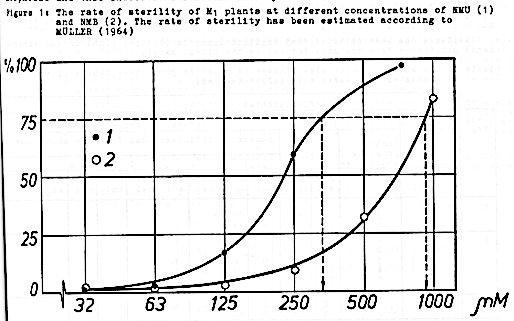 Figure 1: The rate of sterility of M1 plants at different concentrations of NMU (1)
and NMB (2). The rate of sterility has been estimated according to
MÜLLER (1964)
% 100
75
1
2
50
25
0
32 63 125 250 500 1000 µmM